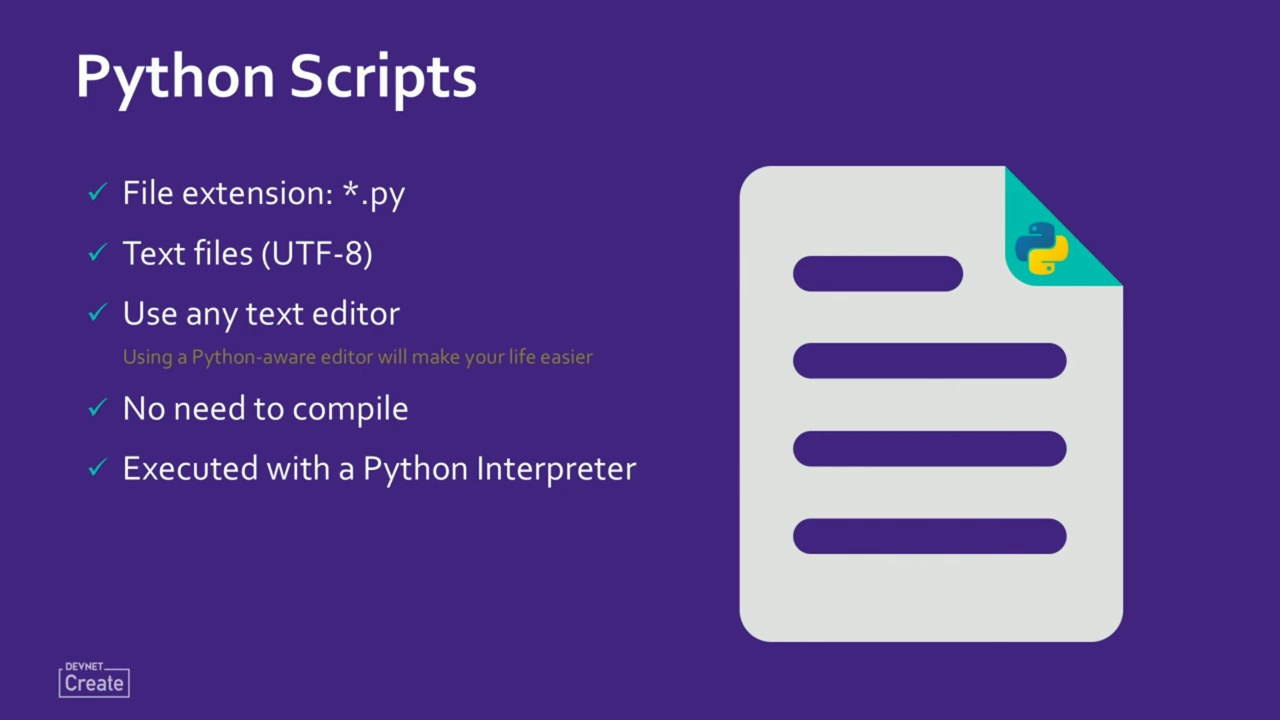 Python Scripts
✓ File extension: *.py
✓ Text files (UTF-8)
✓ Use any text editor
Using a Python-aware editor will make your life easier
✓ No need to compile
✓ Executed with a Python Interpreter
DEVNET
Create